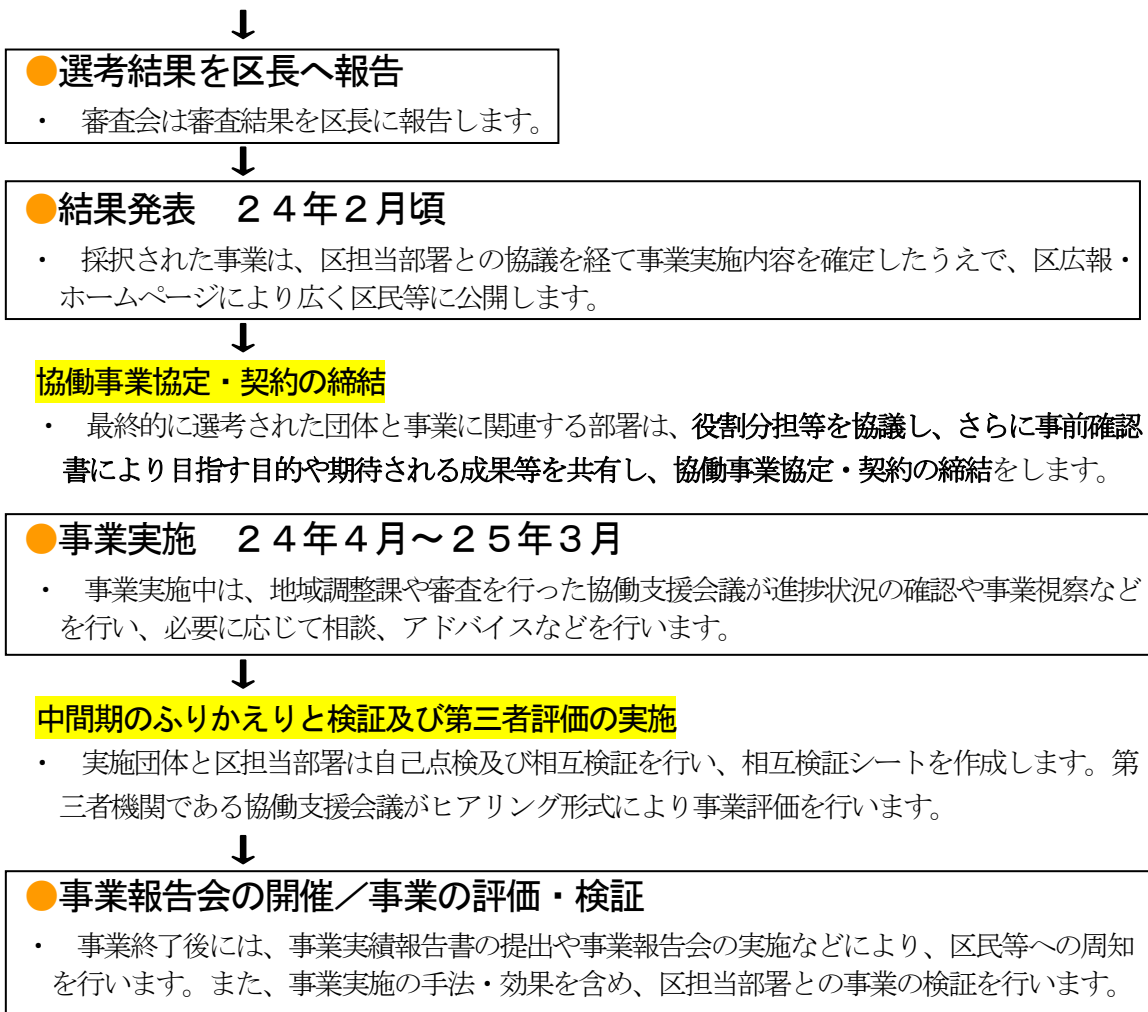 ↓
●選考結果を区長へ報告
・ 審査会は審査結果を区長に報告します。
↓
●結果発表 24年2月頃
・ 採択された事業は、区担当部署との協議を経て事業実施内容を確定したうえで、区広報・
ホームページにより広く区民等に公開します。
↓
協働事業協定・契約の締結
・ 最終的に選考された団体と事業に関連する部署は、役割分担等を協議し、さらに事前確認
書により目指す目的や期待される成果等を共有し、協働事業協定・契約の締結をします。
●事業実施 24年4月～25年3月
・ 事業実施中は、地域調整課や審査を行った協働支援会議が進捗状況の確認や事業視察など
を行い、必要に応じて相談、アドバイスなどを行います。
↓
中間期のふりかえりと検証及び第三者評価の実施
・ 実施団体と区担当部署は自己点検及び相互検証を行い、相互検証シートを作成します。第
三者機関である協働支援会議がヒアリング形式により事業評価を行います。
↓
●事業報告会の開催／事業の評価・検証
・ 事業終了後には、事業実績報告書の提出や事業報告会の実施などにより、区民等への周知
を行います。また、事業実施の手法・効果を含め、区担当部署との事業の検証を行います。